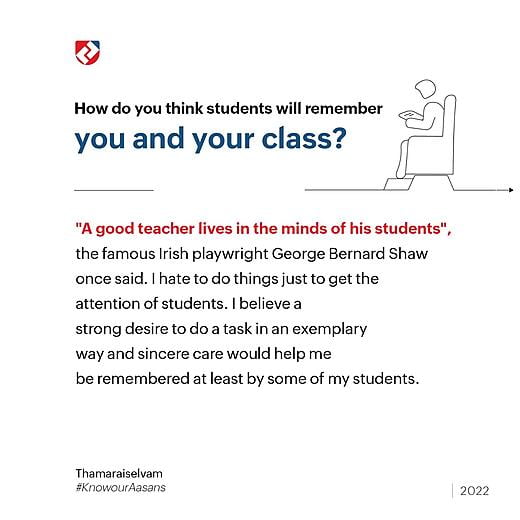 How do you think students will remember
you and your class?
"A good teacher lives in the minds of his students",
the famous Irish playwright George Bernard Shaw
once said. I hate to do things just to get the
attention of students. I believe a
strong desire to do a task in an exemplary
way and sincere care would help me
be remembered at least by some of my students.
Thamaraiselvam
#KnowourAasans
2022